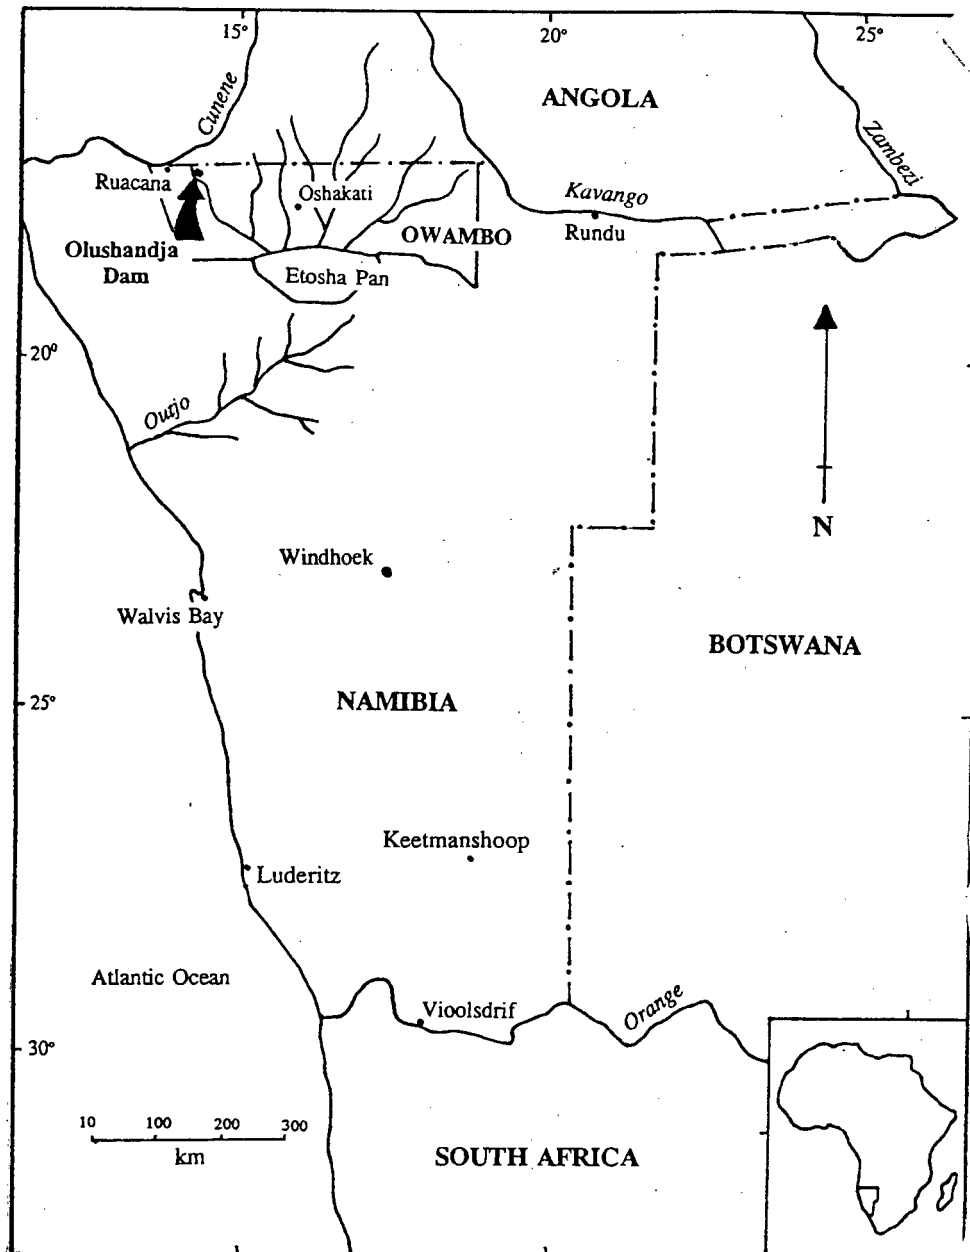 15° 20° 25°
Cunene
ANGOLA
Zambezi
Ruacana
Oshakati
Kavango
Rundu
OWAMBO
Olushandja
Dam
Etosha Pan
20°
Outjo
N
Windhoek
Walvis Bay
BOTSWANA
NAMIBIA
25°
Keetmanshoop
Luderitz
Atlantic Ocean
Vioolsdrif
Orange
30°
10 100 200 300
km
SOUTH AFRICA